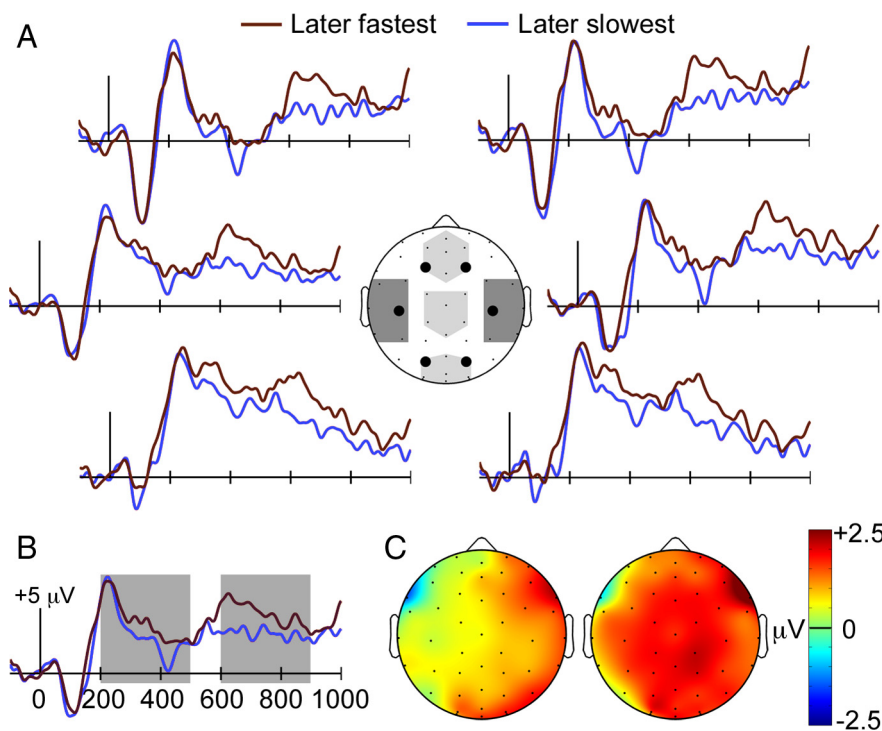 A
Later fastest
Later slowest
B
+5 μV
0 200 400 600 800 1000
C
+2.5
μV 0
-2.5